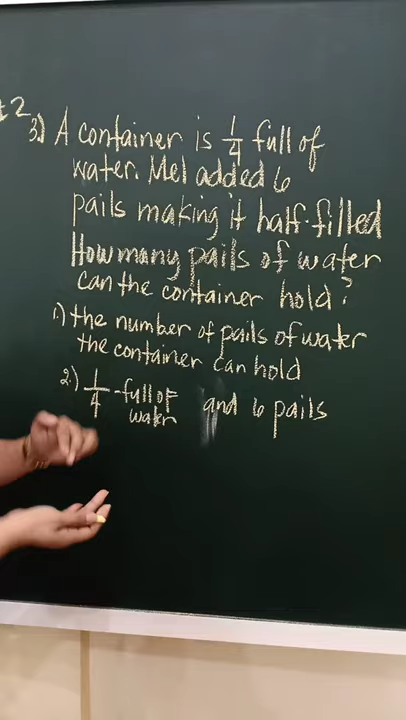 3.) A container is 1/4 full of
water. Mel added 6
pails making it half-filled
How many pails of water
can the container hold?
1.) the number of pails of water
the container can hold
2.) 1/4 - full of and 6 pails
water